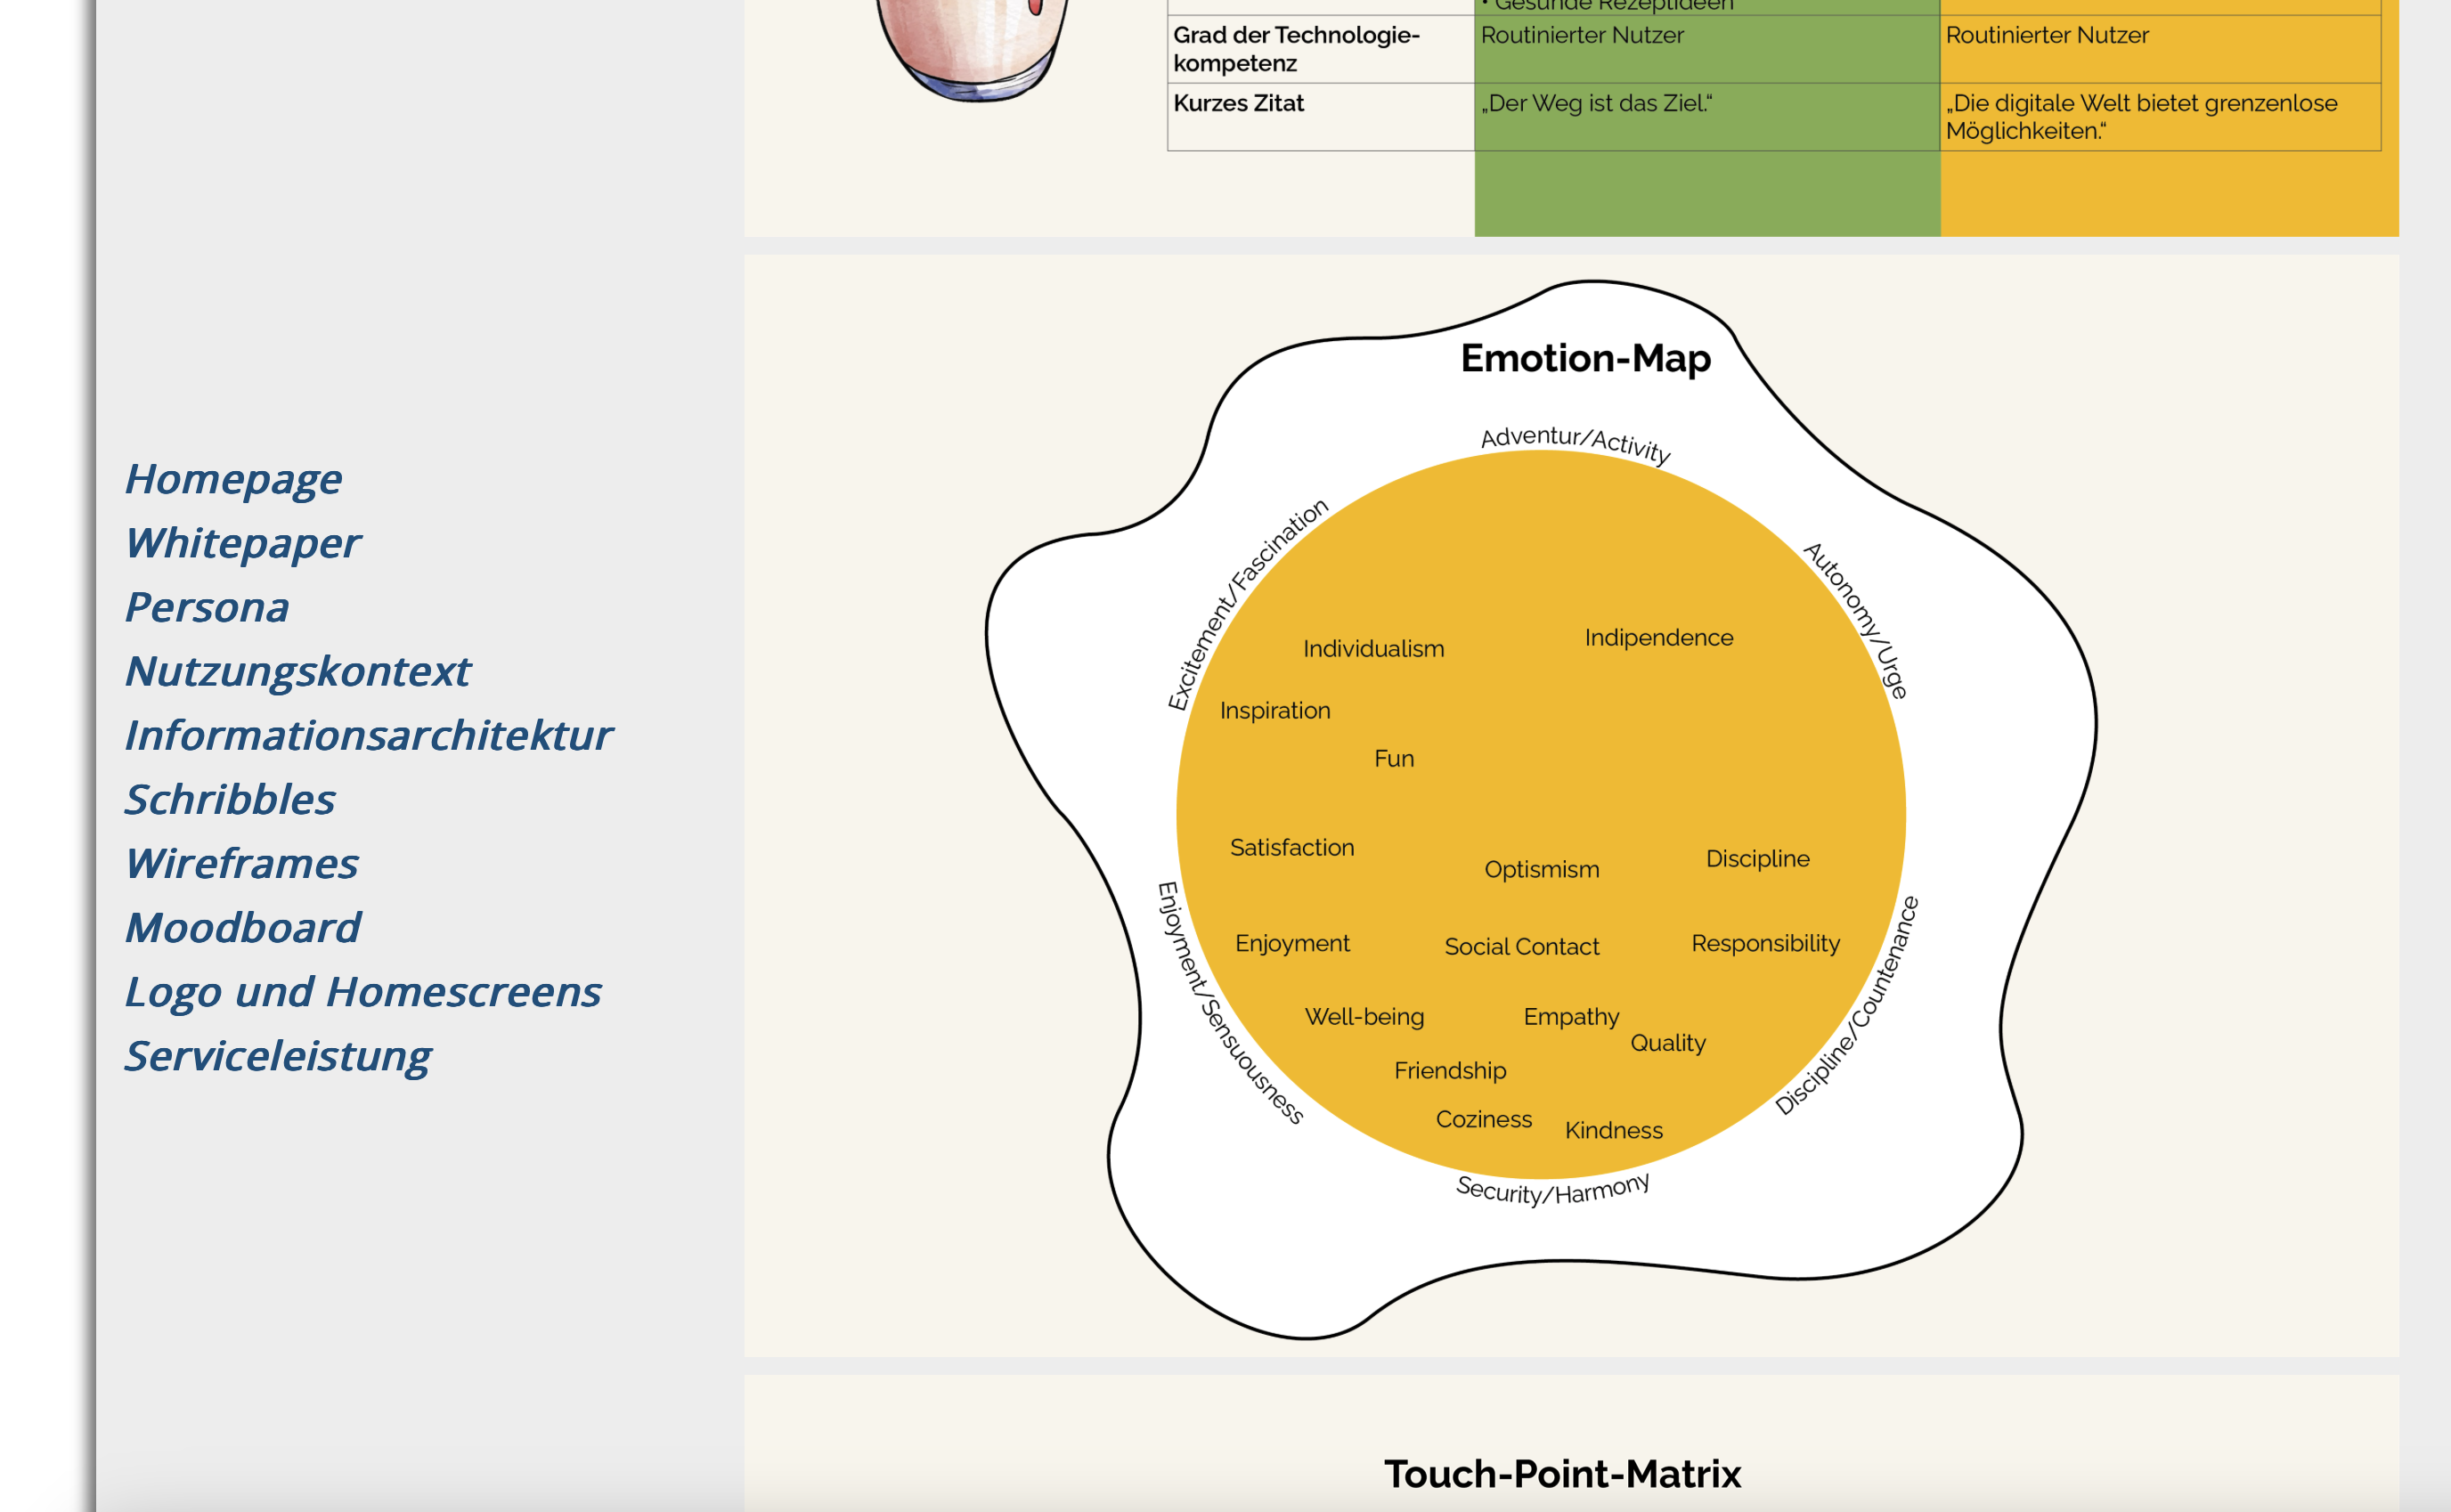 Homepage
Whitepaper
Persona
Nutzungskontext
Informationsarchitektur
Schribbles
Wireframes
Moodboard
Logo und Homescreens
Serviceleistung
• Gesunde Rezeptideen
Grad der Technologie-
kompetenz
Routinierter Nutzer
Routinierter Nutzer
Kurzes Zitat
„Der Weg ist das Ziel.“
„Die digitale Welt bietet grenzenlose
Möglichkeiten.“
Emotion-Map
Adventur/Activity
Excitement/Fascination
Autonomy/Urge
Individualism
Indipendence
Inspiration
Fun
Satisfaction
Optismism
Discipline
Enjoyment
Social Contact
Responsibility
Well-being
Empathy
Quality
Friendship
Coziness
Kindness
Enjoyment/Sensuousness
Discipline/Countenance
Security/Harmony
Touch-Point-Matrix